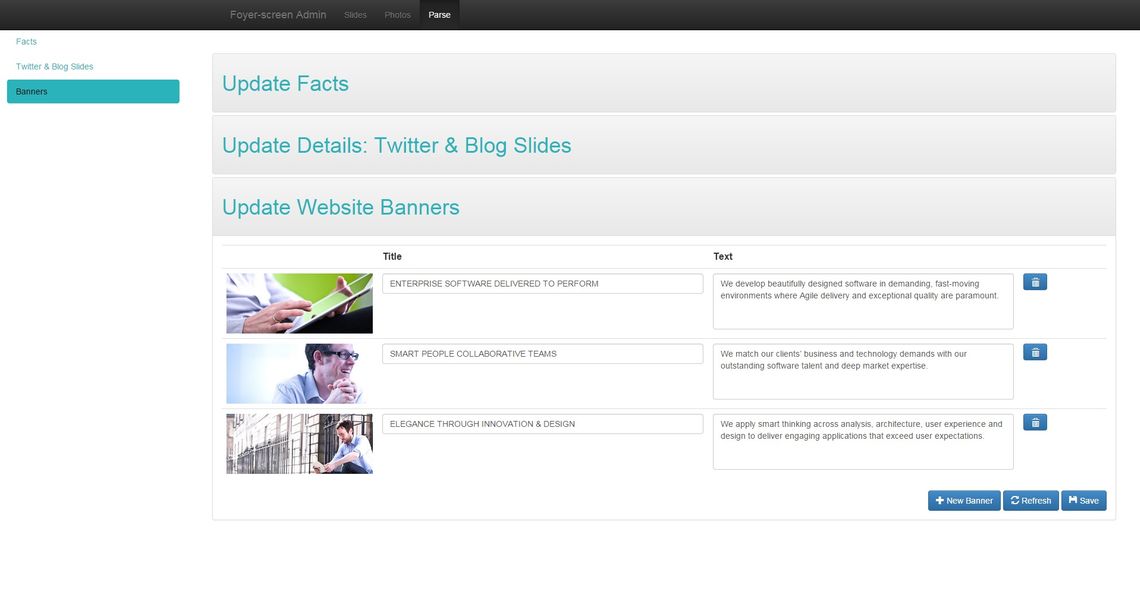 Foyer-screen Admin Slides Photos Parse
Facts
Twitter & Blog Slides
Banners
Update Facts
Update Details: Twitter & Blog Slides
Update Website Banners
Title Text
ENTERPRISE SOFTWARE DELIVERED TO PERFORM
We develop beautifully designed software in demanding, fast-moving
environments where Agile delivery and exceptional quality are paramount.
SMART PEOPLE COLLABORATIVE TEAMS
We match our clients' business and technology demands with our
outstanding software talent and deep market expertise.
ELEGANCE THROUGH INNOVATION & DESIGN
We apply smart thinking across analysis, architecture, user experience and
design to deliver engaging applications that exceed user expectations.
New Banner Refresh Save